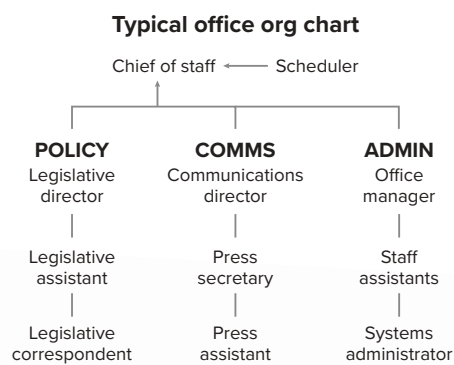 Typical office org chart
Chief of staff Scheduler
POLICY COMMS ADMIN
Legislative Communications Office
director director manager
Legislative Press Staff
assistant secretary assistants
Legislative Press Systems
correspondent assistant administrator